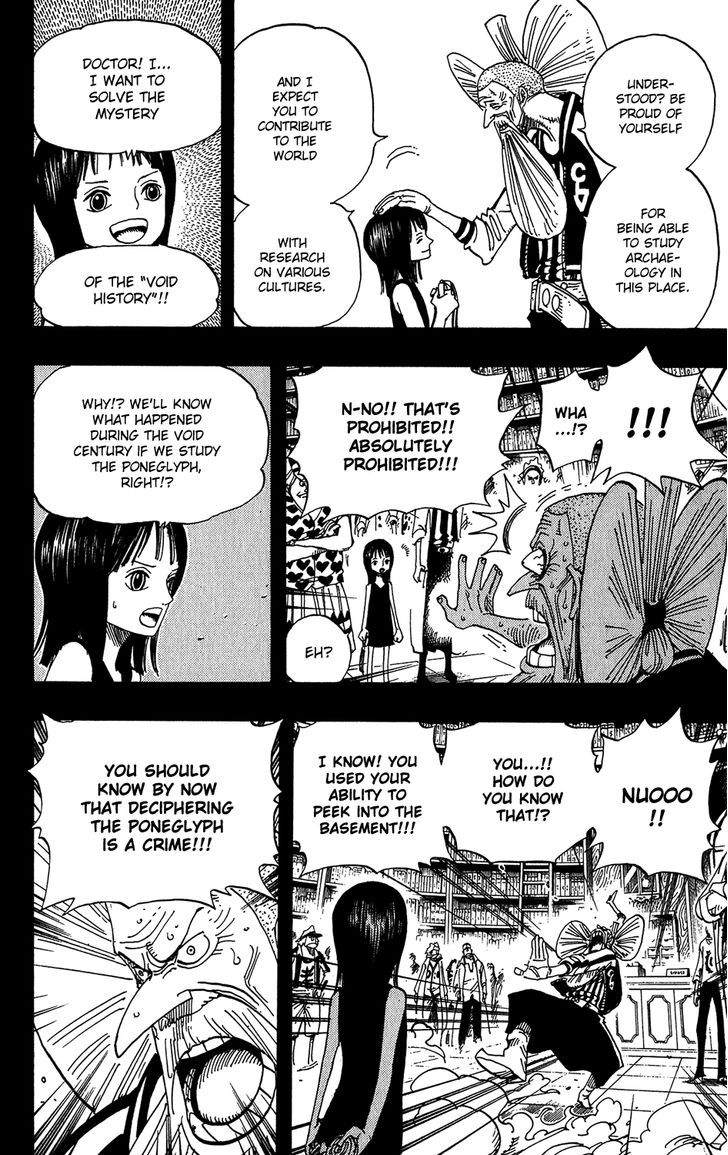 UNDER-
STOOD? BE
PROUD OF
YOURSELF
FOR
BEING ABLE
TO STUDY
ARCHAE-
OLOGY IN
THIS PLACE.
AND I
EXPECT
YOU TO
CONTRIBUTE
TO THE
WORLD
WITH
RESEARCH
ON VARIOUS
CULTURES.
DOCTOR! I...
I WANT TO
SOLVE THE
MYSTERY
OF THE "VOID
HISTORY"!!
!!!
WHA
...!?
N-NO!! THAT'S
PROHIBITED!!
ABSOLUTELY
PROHIBITED!!!
EH?
WHY!? WE'LL KNOW
WHAT HAPPENED
DURING THE VOID
CENTURY IF WE STUDY
THE PONEGLYPH,
RIGHT!?
NUOOO
!!
YOU...!!
HOW DO
YOU KNOW
THAT!?
I KNOW! YOU
USED YOUR
ABILITY TO
PEEK INTO THE
BASEMENT!!!
YOU SHOULD
KNOW BY NOW
THAT DECIPHERING
THE PONEGLYPH
IS A CRIME!!!